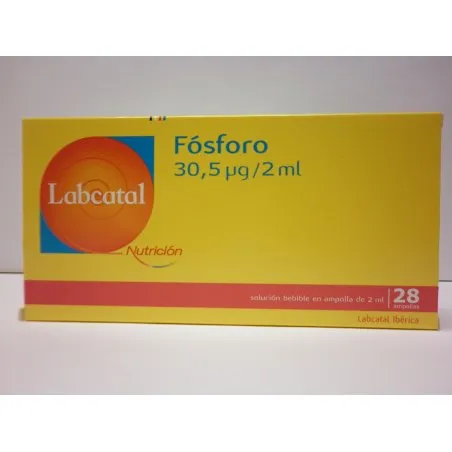 Fósforo
30,5 µg/2 ml
Labcatal
Nutrición
solución bebible en ampolla de 2 ml
28
ampollas
Labcatal Ibérica